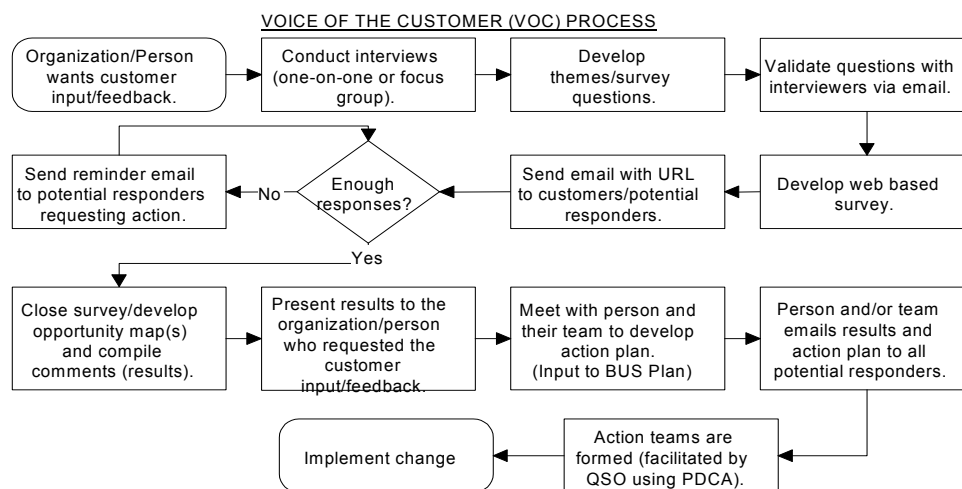 VOICE OF THE CUSTOMER (VOC) PROCESS
Organization/Person
wants customer
input/feedback.
Conduct interviews
(one-on-one or focus
group).
Develop
themes/survey
questions.
Validate questions with
interviewers via email.
Develop web based
survey.
Send email with URL
to customers/potential
responders.
Enough
responses?
No
Send reminder email
to potential responders
requesting action.
Yes
Close survey/develop
opportunity map(s)
and compile
comments (results).
Present results to the
organization/person
who requested the
customer
input/feedback.
Meet with person and
their team to develop
action plan.
(Input to BUS Plan)
Person and/or team
emails results and
action plan to all
potential responders.
Action teams are
formed (facilitated by
QSO using PDCA).
Implement change